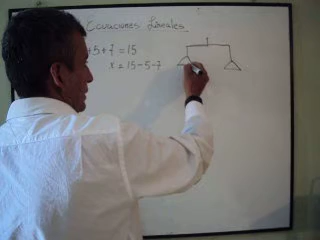 Ecuaciones Lineales
+5+7=15
x = 15-5-7